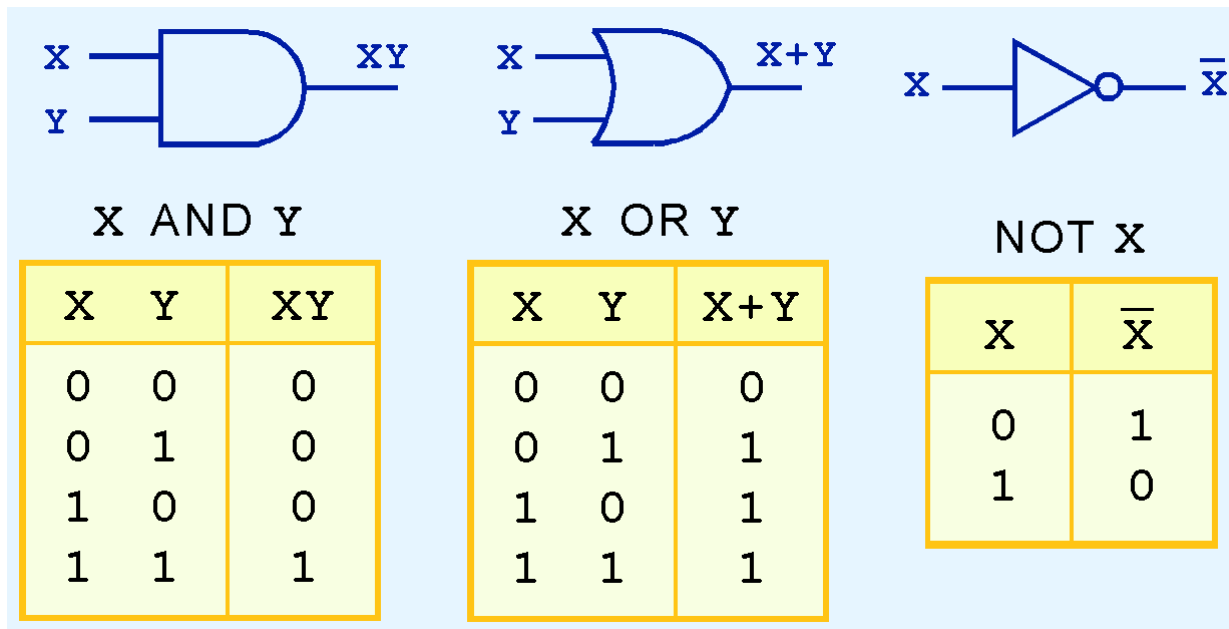 X
Y
XY
X AND Y
X Y XY
0 0 0
0 1 0
1 0 0
1 1 1
X
Y
X+Y
X OR Y
X Y X+Y
0 0 0
0 1 1
1 0 1
1 1 1
X
X̅
NOT X
X X̅
0 1
1 0